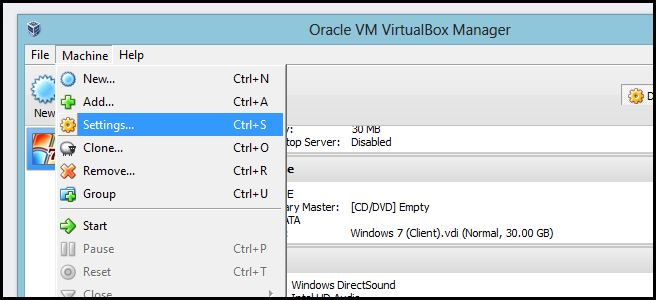 Oracle VM VirtualBox Manager
File Machine Help
New
New... Ctrl+N
Add... Ctrl+A
Settings... Ctrl+S
Clone... Ctrl+O
Remove... Ctrl+R
Group Ctrl+U
Start
Pause Ctrl+P
Reset Ctrl+T
Close
D
y: 30 MB
top Server: Disabled
e
E
ary Master: [CD/DVD] Empty
ATA
Windows 7 (Client).vdi (Normal, 30.00 GB)
Windows DirectSound
Intel HD Audio